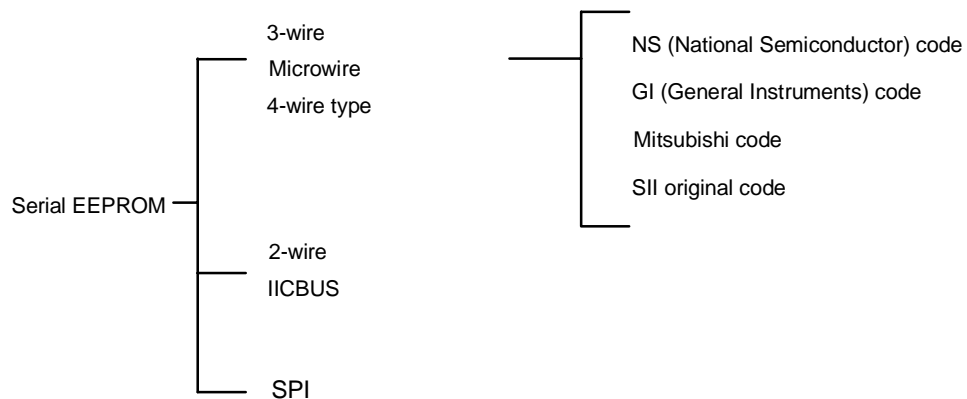 Serial EEPROM
3-wire
Microwire
4-wire type
NS (National Semiconductor) code
GI (General Instruments) code
Mitsubishi code
SII original code
2-wire
IICBUS
SPI